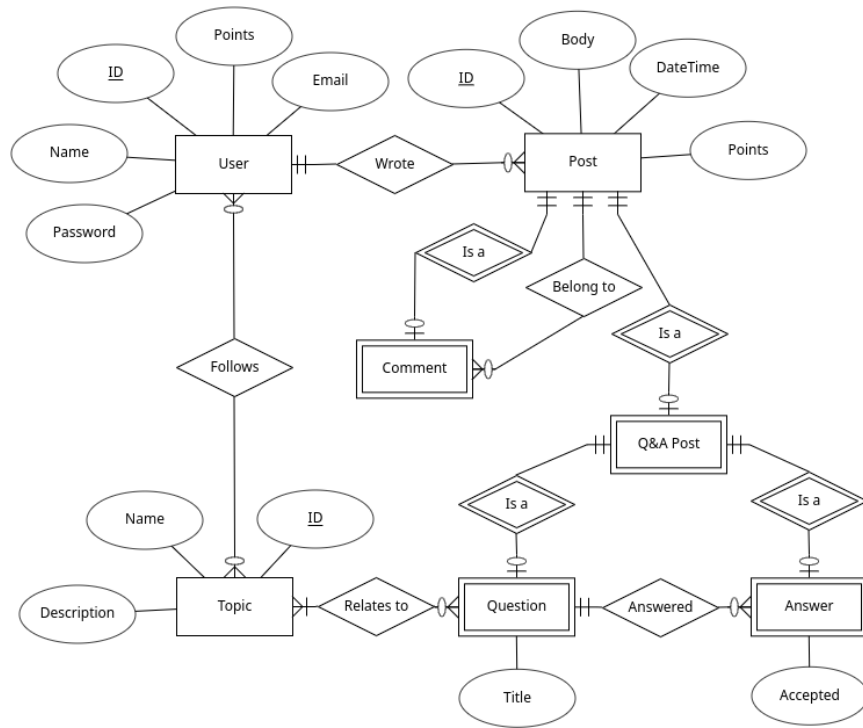 Points
Body
ID
Email
ID
DateTime
Name
User
Wrote
Post
Points
Password
Is a
Belong to
Is a
Follows
Comment
Q&A Post
Is a
Is a
Name
ID
Description
Topic
Relates to
Question
Answered
Answer
Title
Accepted